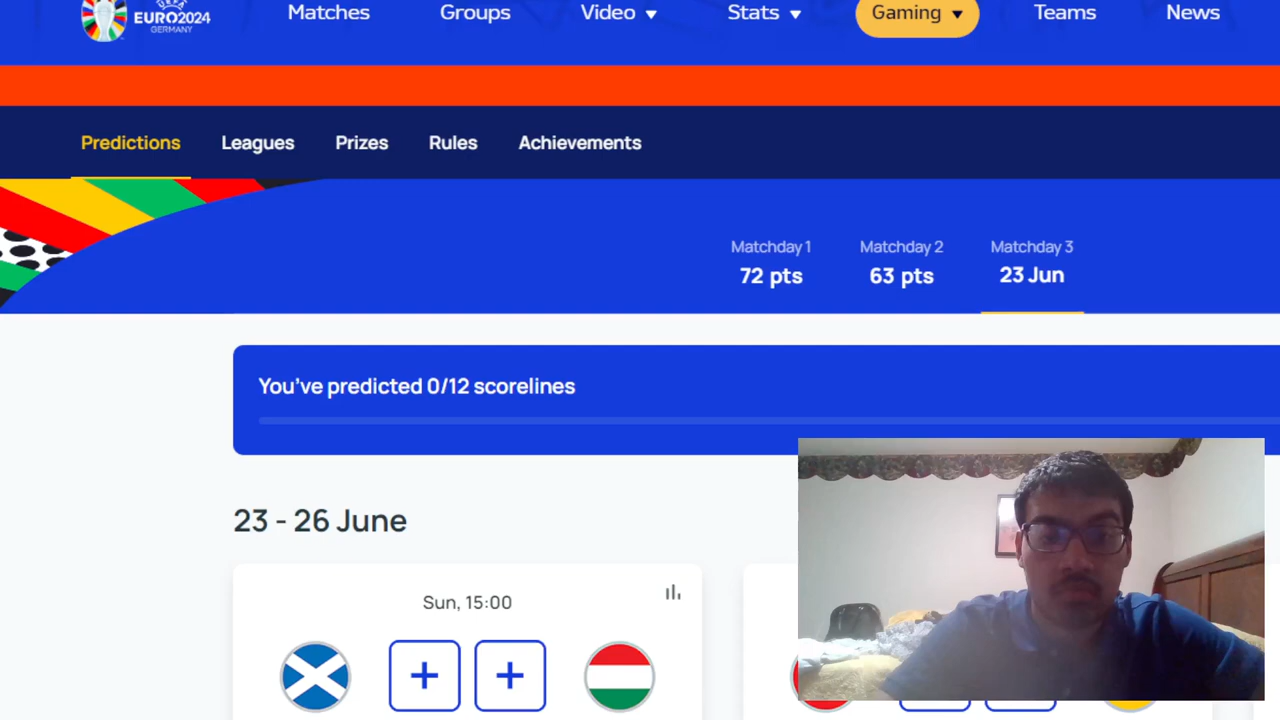 UEFA
EURO2024
GERMANY
Matches
Groups
Video
Stats
Gaming
Teams
News
Predictions
Leagues
Prizes
Rules
Achievements
Matchday 1
72 pts
Matchday 2
63 pts
Matchday 3
23 Jun
You've predicted 0/12 scorelines
23 - 26 June
Sun, 15:00